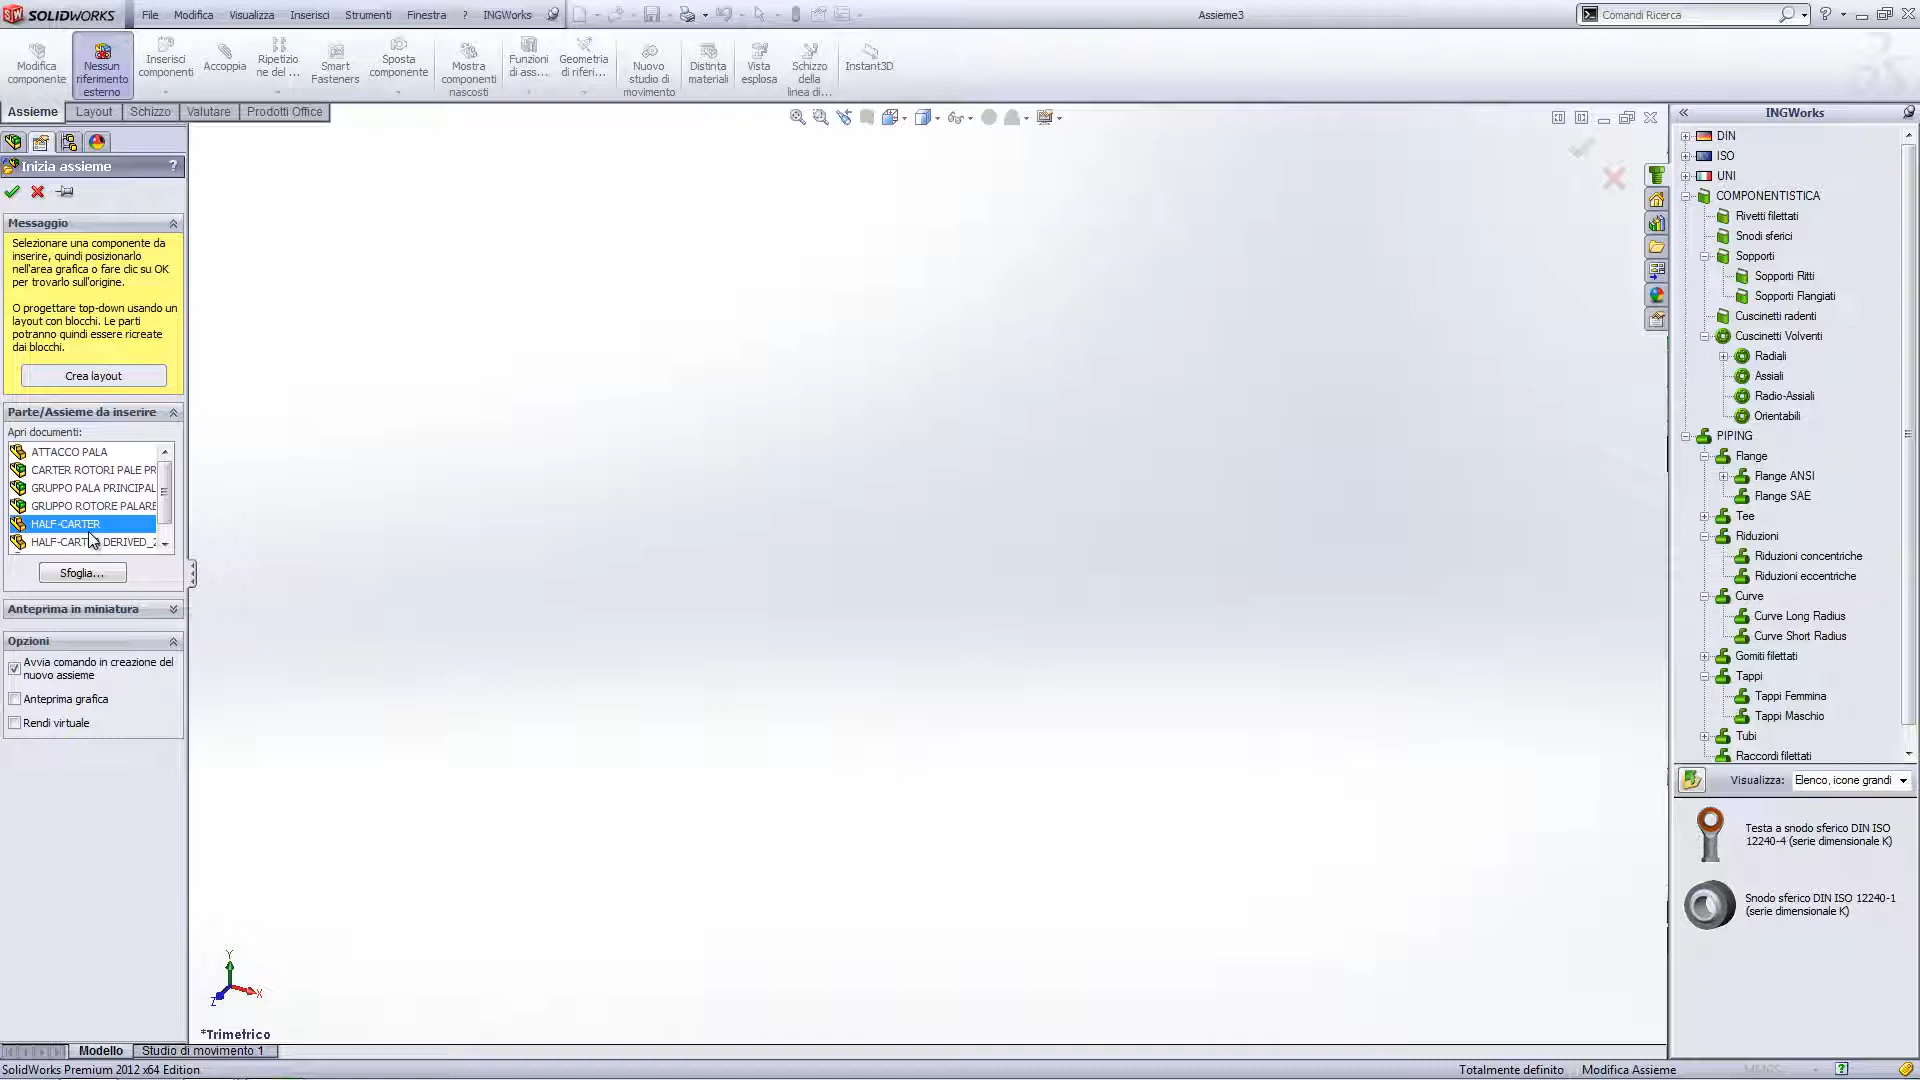 SOLIDWORKS
File Modifica Visualizza Inserisci Strumenti Finestra ? INGWorks
Assieme3
Comandi Ricerca
Modifica componente
Nessun riferimento esterno
Inserisci componenti
Accoppia
Ripetizio ne del ...
Smart Fasteners
Sposta componente
Mostra componenti nascosti
Funzioni di ass...
Geometria di riferi...
Nuovo studio di movimento
Distinta materiali
Vista esplosa
Schizzo della linea di...
Instant3D
Assieme Layout Schizzo Valutare Prodotti Office
Inizia assieme ?
Messaggio
Selezionare una componente da
inserire, quindi posizionarlo
nell'area grafica o fare clic su OK
per trovarlo sull'origine.
O progettare top-down usando un
layout con blocchi. Le parti
potranno quindi essere ricreate
dai blocchi.
Crea layout
Parte/Assieme da inserire
Apri documenti:
ATTACCO PALA
CARTER ROTORI PALE PR
GRUPPO PALA PRINCIPAL
GRUPPO ROTORE PALARE
HALF-CARTER
DERIVED_2
Sfoglia...
Anteprima in miniatura
Opzioni
Avvia comando in creazione del
nuovo assieme
Anteprima grafica
Rendi virtuale
Y
X
Z
*Trimetrico
Modello Studio di movimento 1
SolidWorks Premium 2012 x64 Edition
Totalmente definito Modifica Assieme
INGWorks
DIN
ISO
UNI
COMPONENTISTICA
Rivetti filettati
Snodi sferici
Sopporti
Sopporti Ritti
Sopporti Flangiati
Cuscinetti radenti
Cuscinetti Volventi
Radiali
Assiali
Radio-Assiali
Orientabili
PIPING
Flange
Flange ANSI
Flange SAE
Tee
Riduzioni
Riduzioni concentriche
Riduzioni eccentriche
Curve
Curve Long Radius
Curve Short Radius
Gomiti filettati
Tappi
Tappi Femmina
Tappi Maschio
Tubi
Raccordi filettati
Visualizza: Elenco, icone grandi
Testa a snodo sferico DIN ISO
12240-4 (serie dimensionale K)
Snodo sferico DIN ISO 12240-1
(serie dimensionale K)